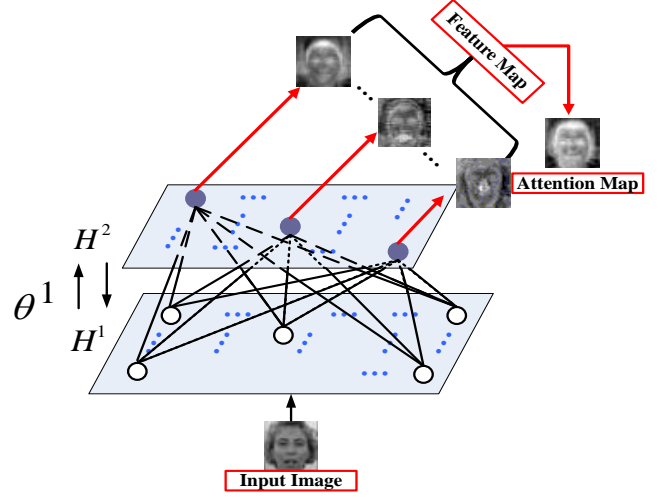 Feature Map
Attention Map
H²
θ¹
H¹
Input Image